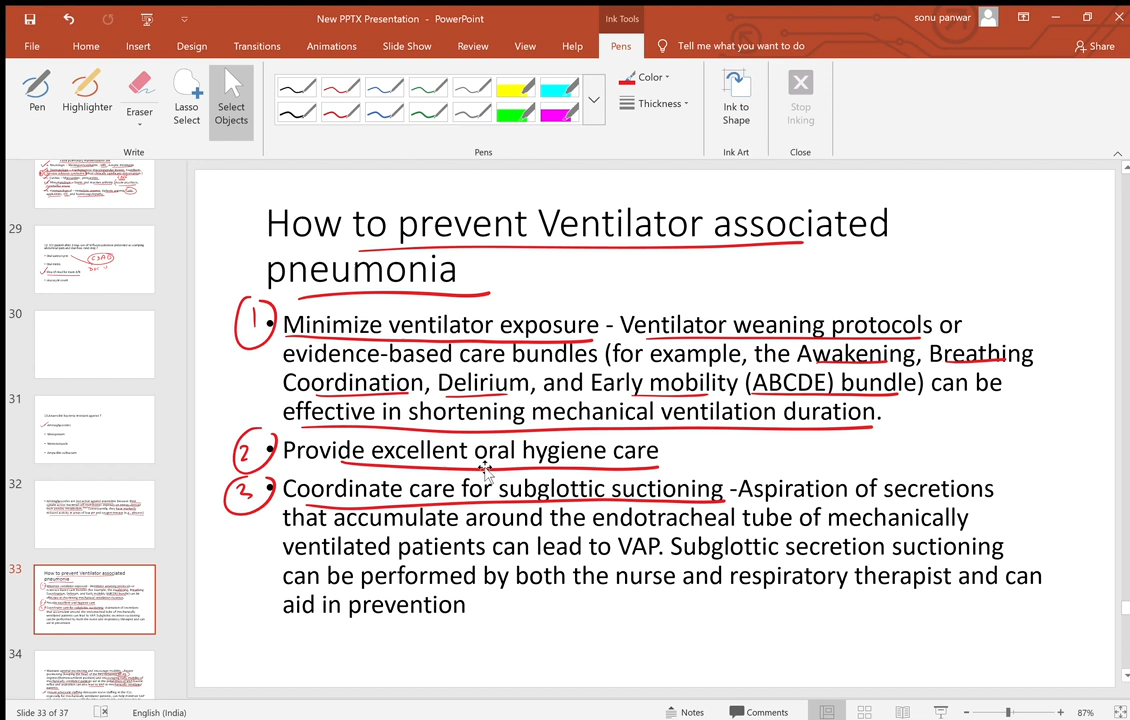 New PPTX Presentation - PowerPoint
Ink Tools
sonu panwar
File Home Insert Design Transitions Animations Slide Show Review View Help Pens Tell me what you want to do Share
Pen Highlighter Eraser Lasso Select Select Objects
Color
Thickness
Ink to Shape
Stop Inking
Write Pens Ink Art Close
29
30
31
32
33
34
How to prevent Ventilator associated
pneumonia
1
• Minimize ventilator exposure - Ventilator weaning protocols or
evidence-based care bundles (for example, the Awakening, Breathing
Coordination, Delirium, and Early mobility (ABCDE) bundle) can be
effective in shortening mechanical ventilation duration.
2
• Provide excellent oral hygiene care
3
• Coordinate care for subglottic suctioning -Aspiration of secretions
that accumulate around the endotracheal tube of mechanically
ventilated patients can lead to VAP. Subglottic secretion suctioning
can be performed by both the nurse and respiratory therapist and can
aid in prevention
Slide 33 of 37 English (India) Notes Comments 87%